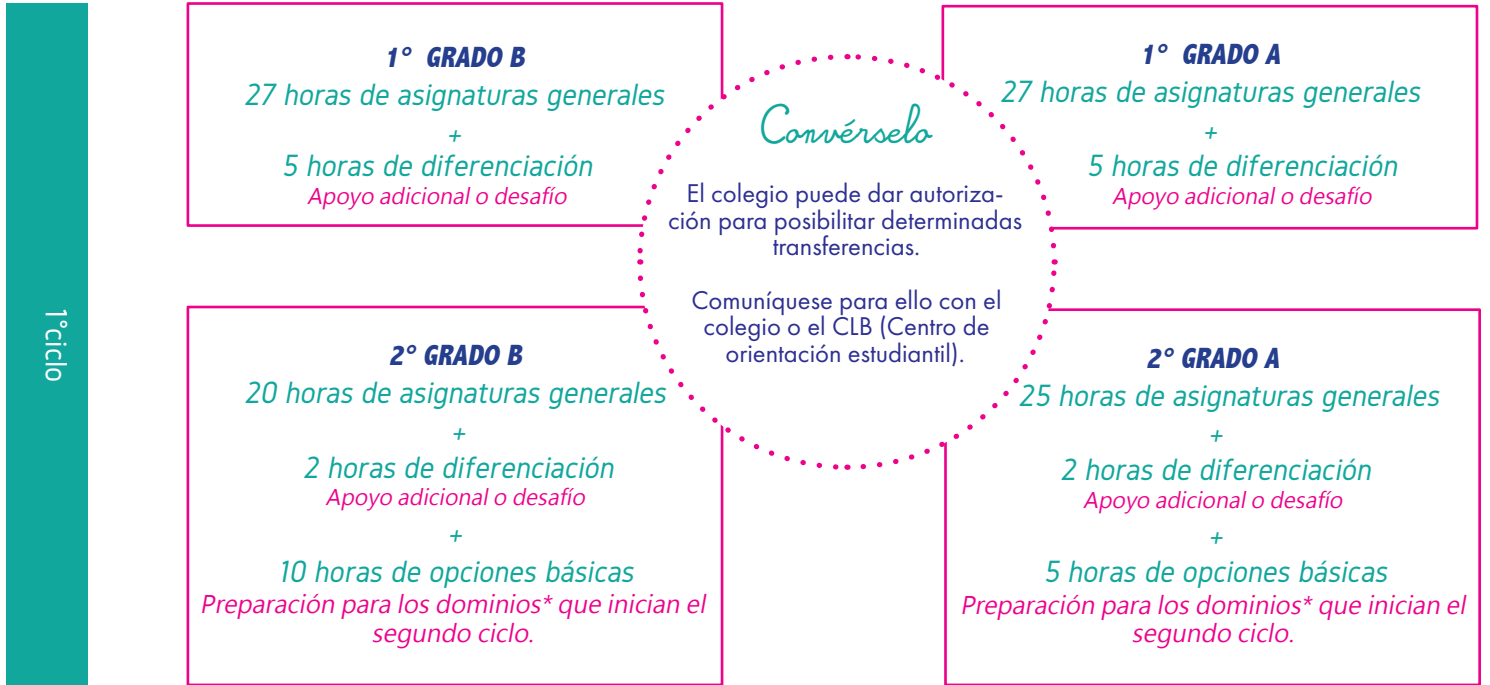 1°ciclo
1° GRADO B
27 horas de asignaturas generales
+
5 horas de diferenciación
Apoyo adicional o desafío
Convérselo
El colegio puede dar autoriza-
ción para posibilitar determinadas
transferencias.
Comuníquese para ello con el
colegio o el CLB (Centro de
orientación estudiantil).
1° GRADO A
27 horas de asignaturas generales
+
5 horas de diferenciación
Apoyo adicional o desafío
2° GRADO B
20 horas de asignaturas generales
+
2 horas de diferenciación
Apoyo adicional o desafío
+
10 horas de opciones básicas
Preparación para los dominios* que inician el
segundo ciclo.
2° GRADO A
25 horas de asignaturas generales
+
2 horas de diferenciación
Apoyo adicional o desafío
+
5 horas de opciones básicas
Preparación para los dominios* que inician el
segundo ciclo.